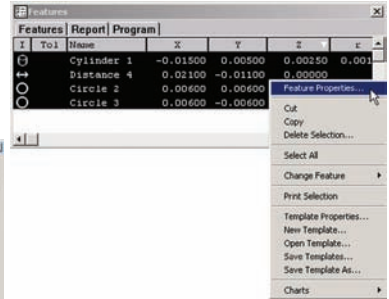 Features
Features Report Program
I Tol Name X Y Z r
Cylinder 1 -0.01500 0.00500 0.00250 0.001
Distance 4 0.02100 -0.01100 0.00000
Circle 2 0.00600 0.00600
Circle 3 0.00600 -0.00600
Feature Properties...
Cut
Copy
Delete Selection...
Select All
Change Feature
Print Selection
Template Properties...
New Template...
Open Template...
Save Templates...
Save Template As...
Charts